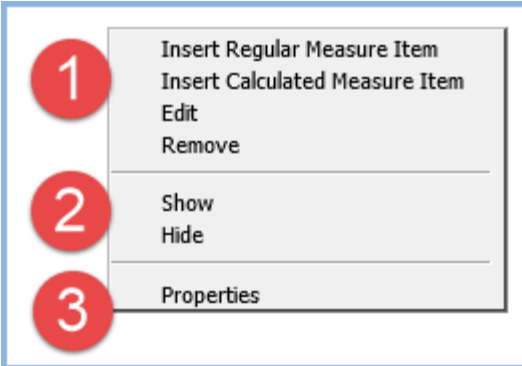 1
Insert Regular Measure Item
Insert Calculated Measure Item
Edit
Remove
2
Show
Hide
3
Properties